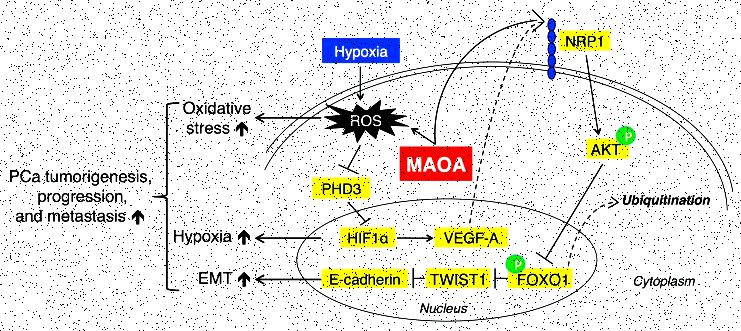 Hypoxia
NRP1
Oxidative
stress
ROS
P
AKT
MAOA
PCa tumorigenesis,
progression,
and metastasis
PHD3
Ubiquitination
Hypoxia
HIF1α
VEGF-A
P
EMT
E-cadherin
TWIST1
FOXO1
Cytoplasm
Nucleus